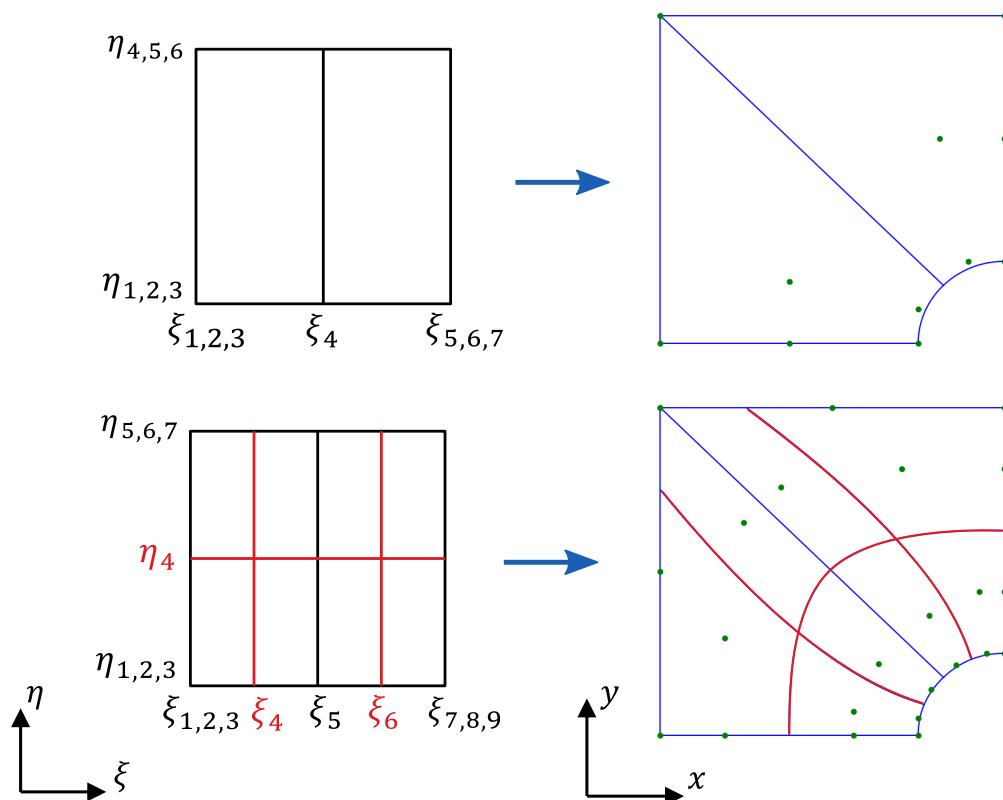 η₄,₅,₆
η₁,₂,₃
ξ₁,₂,₃ ξ₄ ξ₅,₆,₇
η₅,₆,₇
η₄
η₁,₂,₃
ξ₁,₂,₃ ξ₄ ξ₅ ξ₆ ξ₇,₈,₉
η y
ξ x